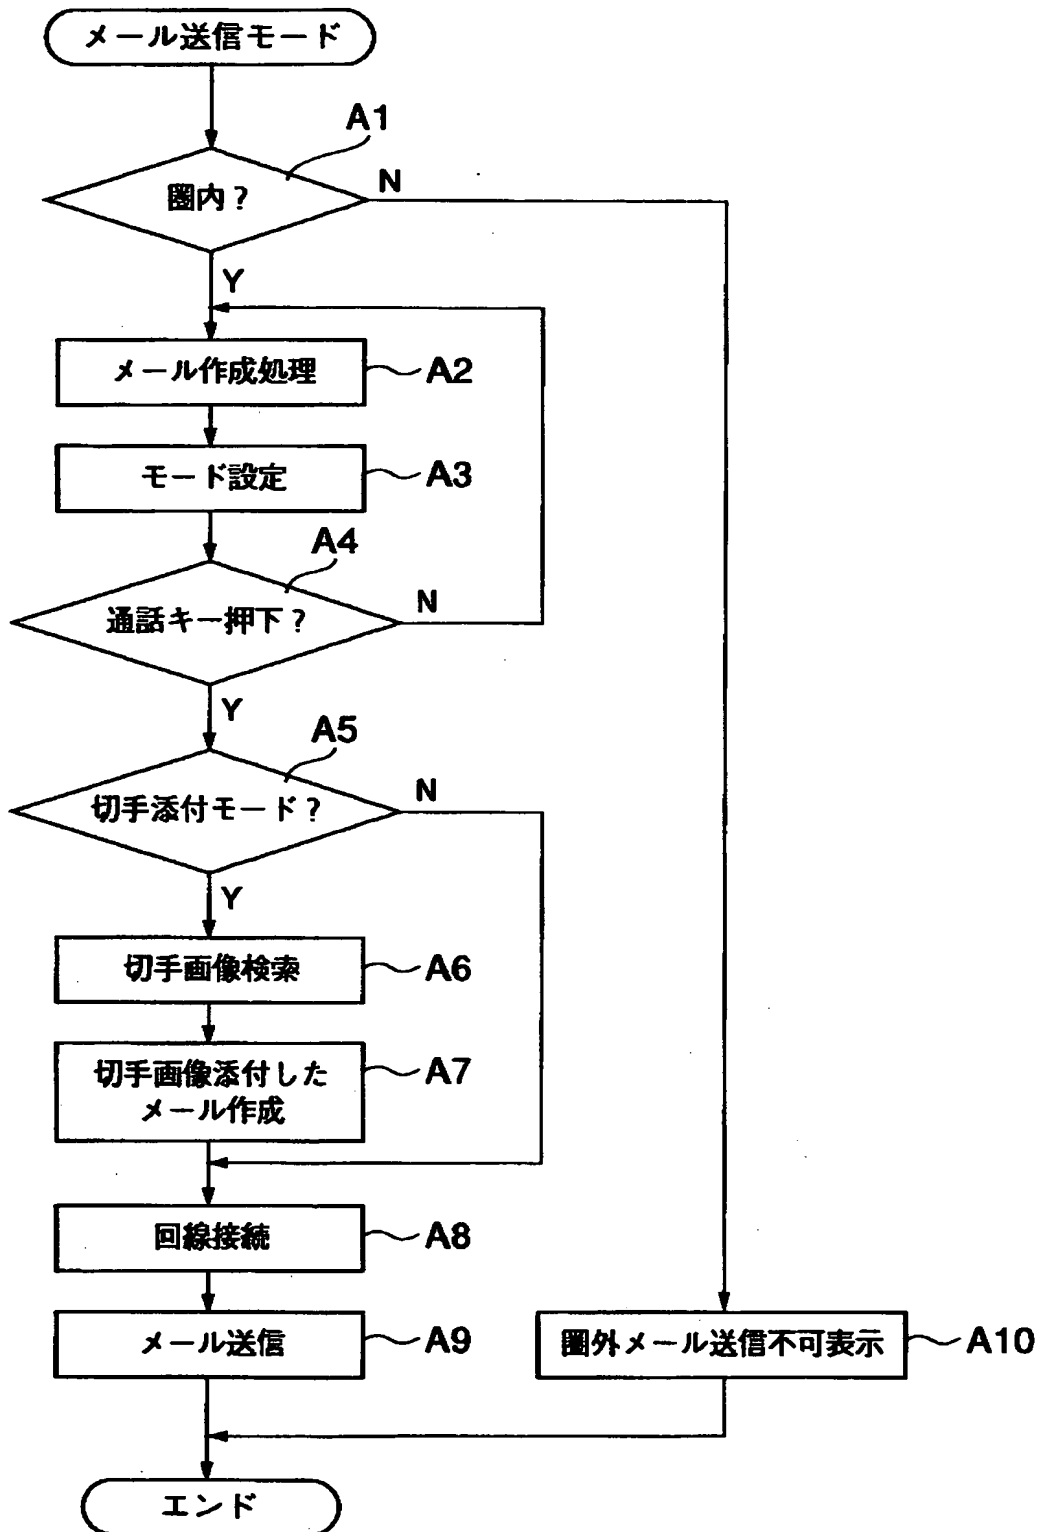 メール送信モード
A1
圏内？
N
Y
メール作成処理
A2
モード設定
A3
A4
通話キー押下？
N
Y
A5
切手添付モード？
N
Y
切手画像検索
A6
切手画像添付した
メール作成
A7
回線接続
A8
メール送信
A9
圏外メール送信不可表示
A10
エンド